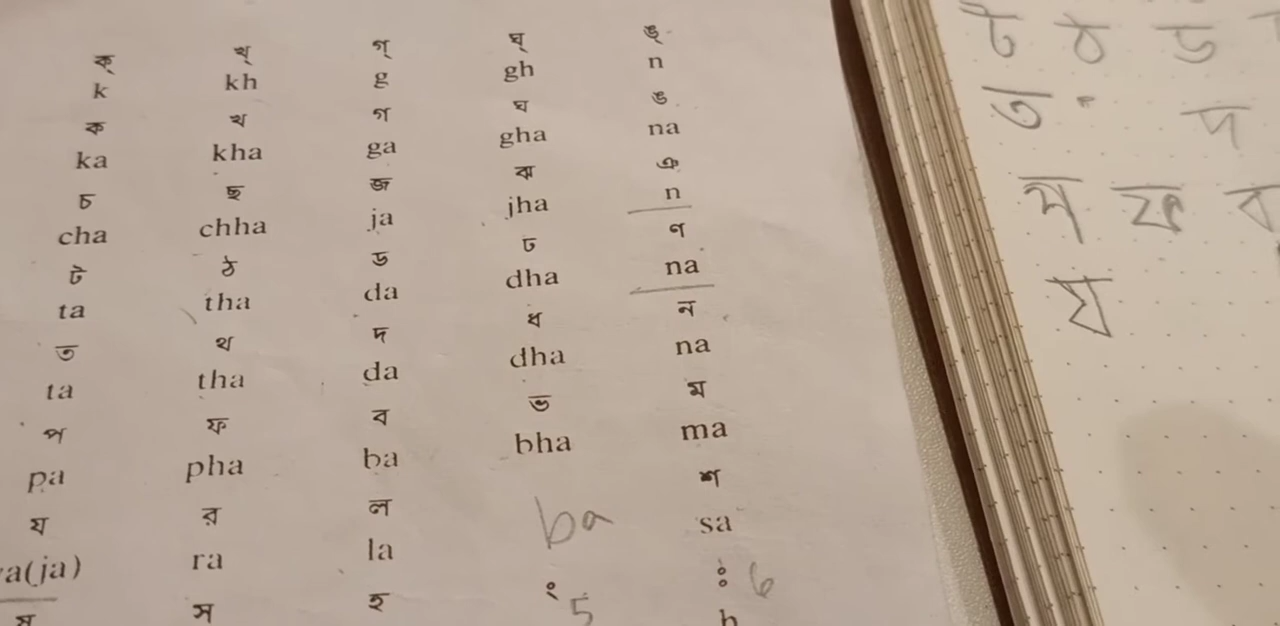 ক্ খ্ গ্ ঘ্ ঙ্
k kh g gh n
ক খ গ ঘ ঙ
ka kha ga gha na
চ ছ জ ঝ ঞ
cha chha ja jha n
ট ঠ ড ঢ ণ
ta tha da dha na
ত থ দ ধ ন
ta tha da dha na
প ফ ব ভ ম
pa pha ba bha ma
য র ল শ
a(ja) ra la ba sa
ষ স হ ং 5 ঃ 6
h
ট ঠ ড
ত দ
প ফ ব
য